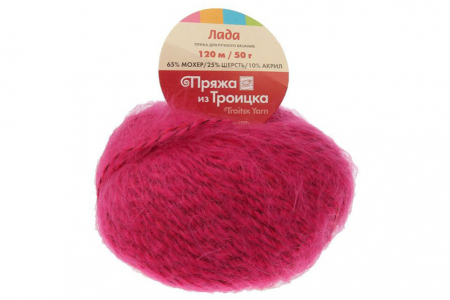 Лада
ПРЯЖА ДЛЯ РУЧНОГО ВЯЗАНИЯ
120 м / 50 г
65% МОХЕР/25% ШЕРСТЬ/10% АКРИЛ
Пряжа
из Троицка
Troitsk Yarn